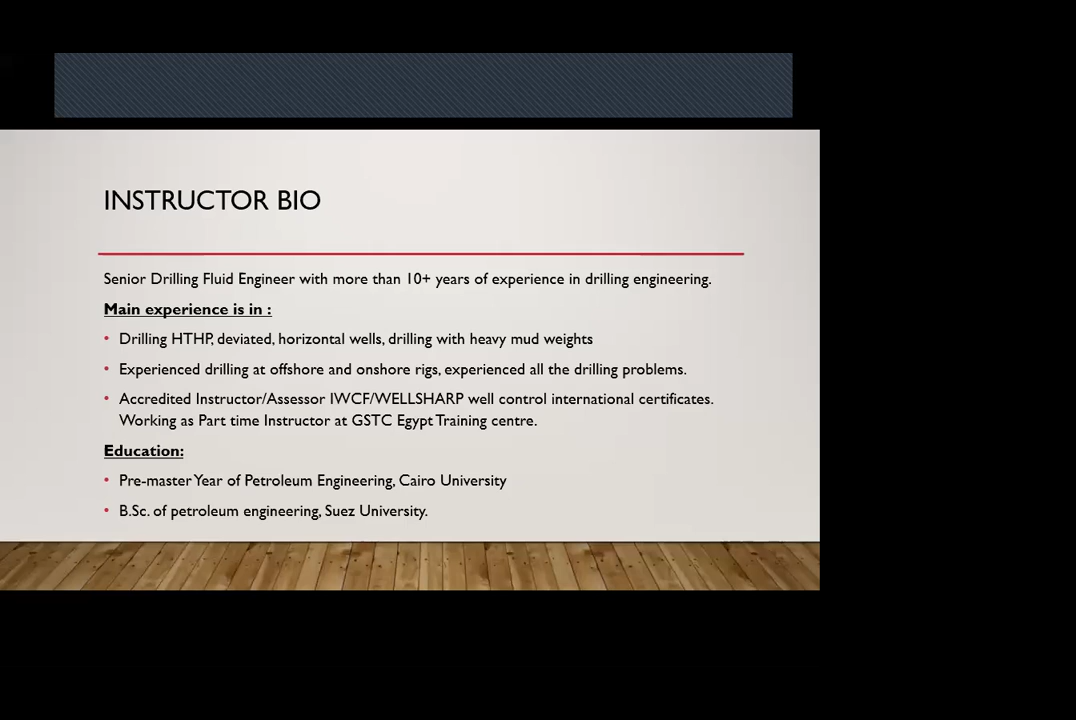 INSTRUCTOR BIO
Senior Drilling Fluid Engineer with more than 10+ years of experience in drilling engineering.
Main experience is in :
• Drilling HTHP, deviated, horizontal wells, drilling with heavy mud weights
• Experienced drilling at offshore and onshore rigs, experienced all the drilling problems.
• Accredited Instructor/Assessor IWCF/WELLSHARP well control international certificates.
Working as Part time Instructor at GSTC Egypt Training centre.
Education:
• Pre-master Year of Petroleum Engineering, Cairo University
• B.Sc. of petroleum engineering, Suez University.